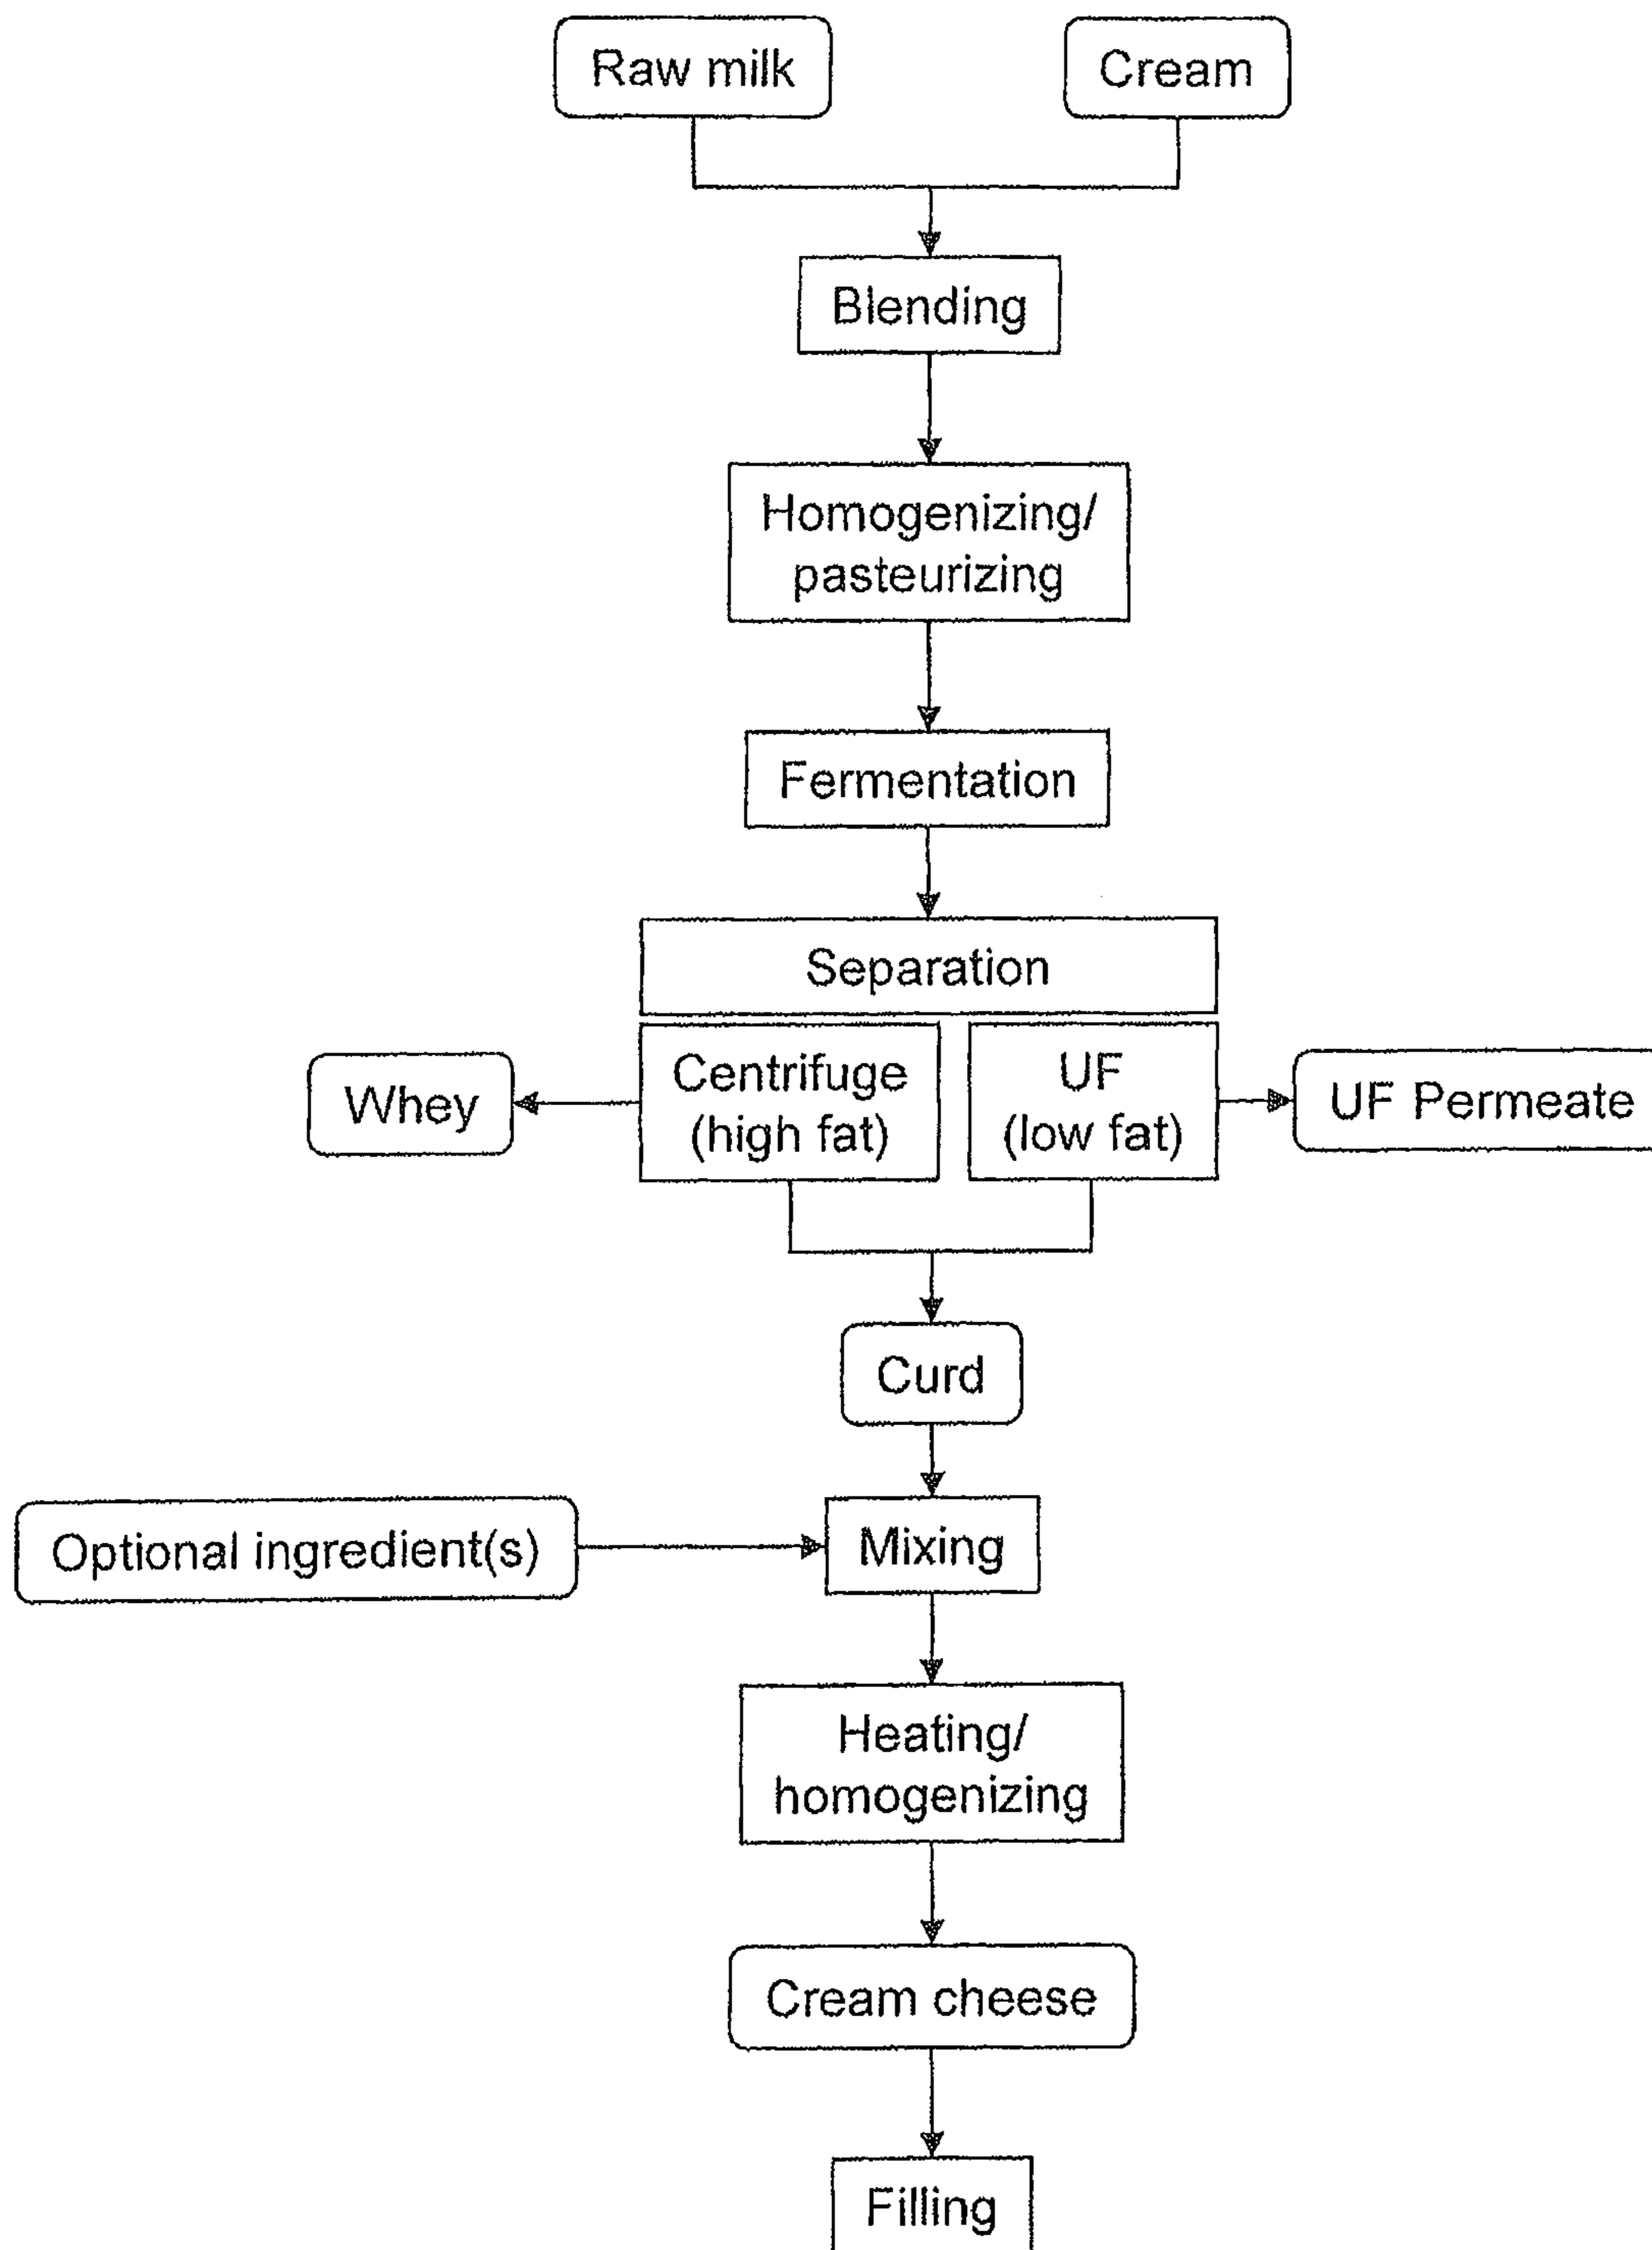 Raw milk
Cream
Blending
Homogenizing/
pasteurizing
Fermentation
Separation
Centrifuge
(high fat)
UF
(low fat)
Whey
UF Permeate
Curd
Optional ingredient(s)
Mixing
Heating/
homogenizing
Cream cheese
Filling